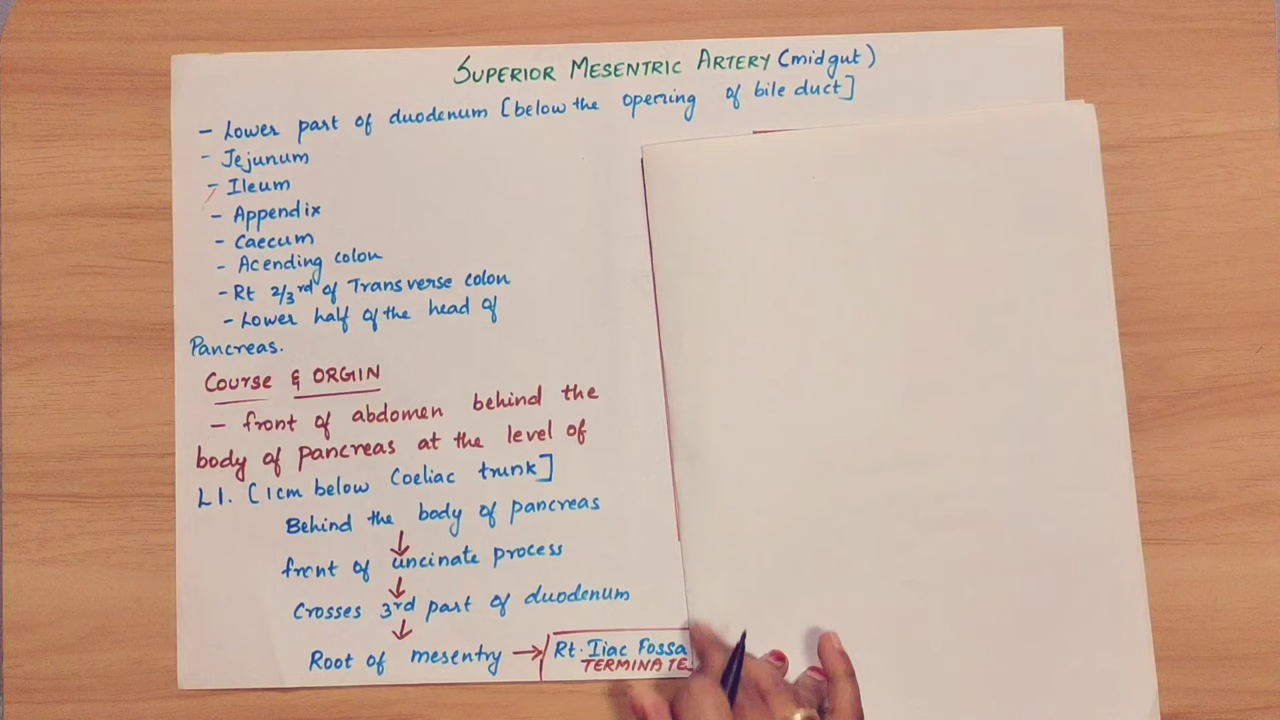 SUPERIOR MESENTRIC ARTERY (midgut)
- Lower part of duodenum [below the opening of bile duct]
- Jejunum
- Ileum
- Appendix
- Caecum
- Acending colon
- Rt 2/3rd of Transverse colon
- Lower half of the head of
Pancreas.
Course & ORGIN
- front of abdomen behind the
body of pancreas at the level of
L1. [1cm below Coeliac trunk]
Behind the body of pancreas
↓
front of uncinate process
↓
Crosses 3rd part of duodenum
↓
Root of mesentry → Rt. Iiac Fossa
TERMINATE